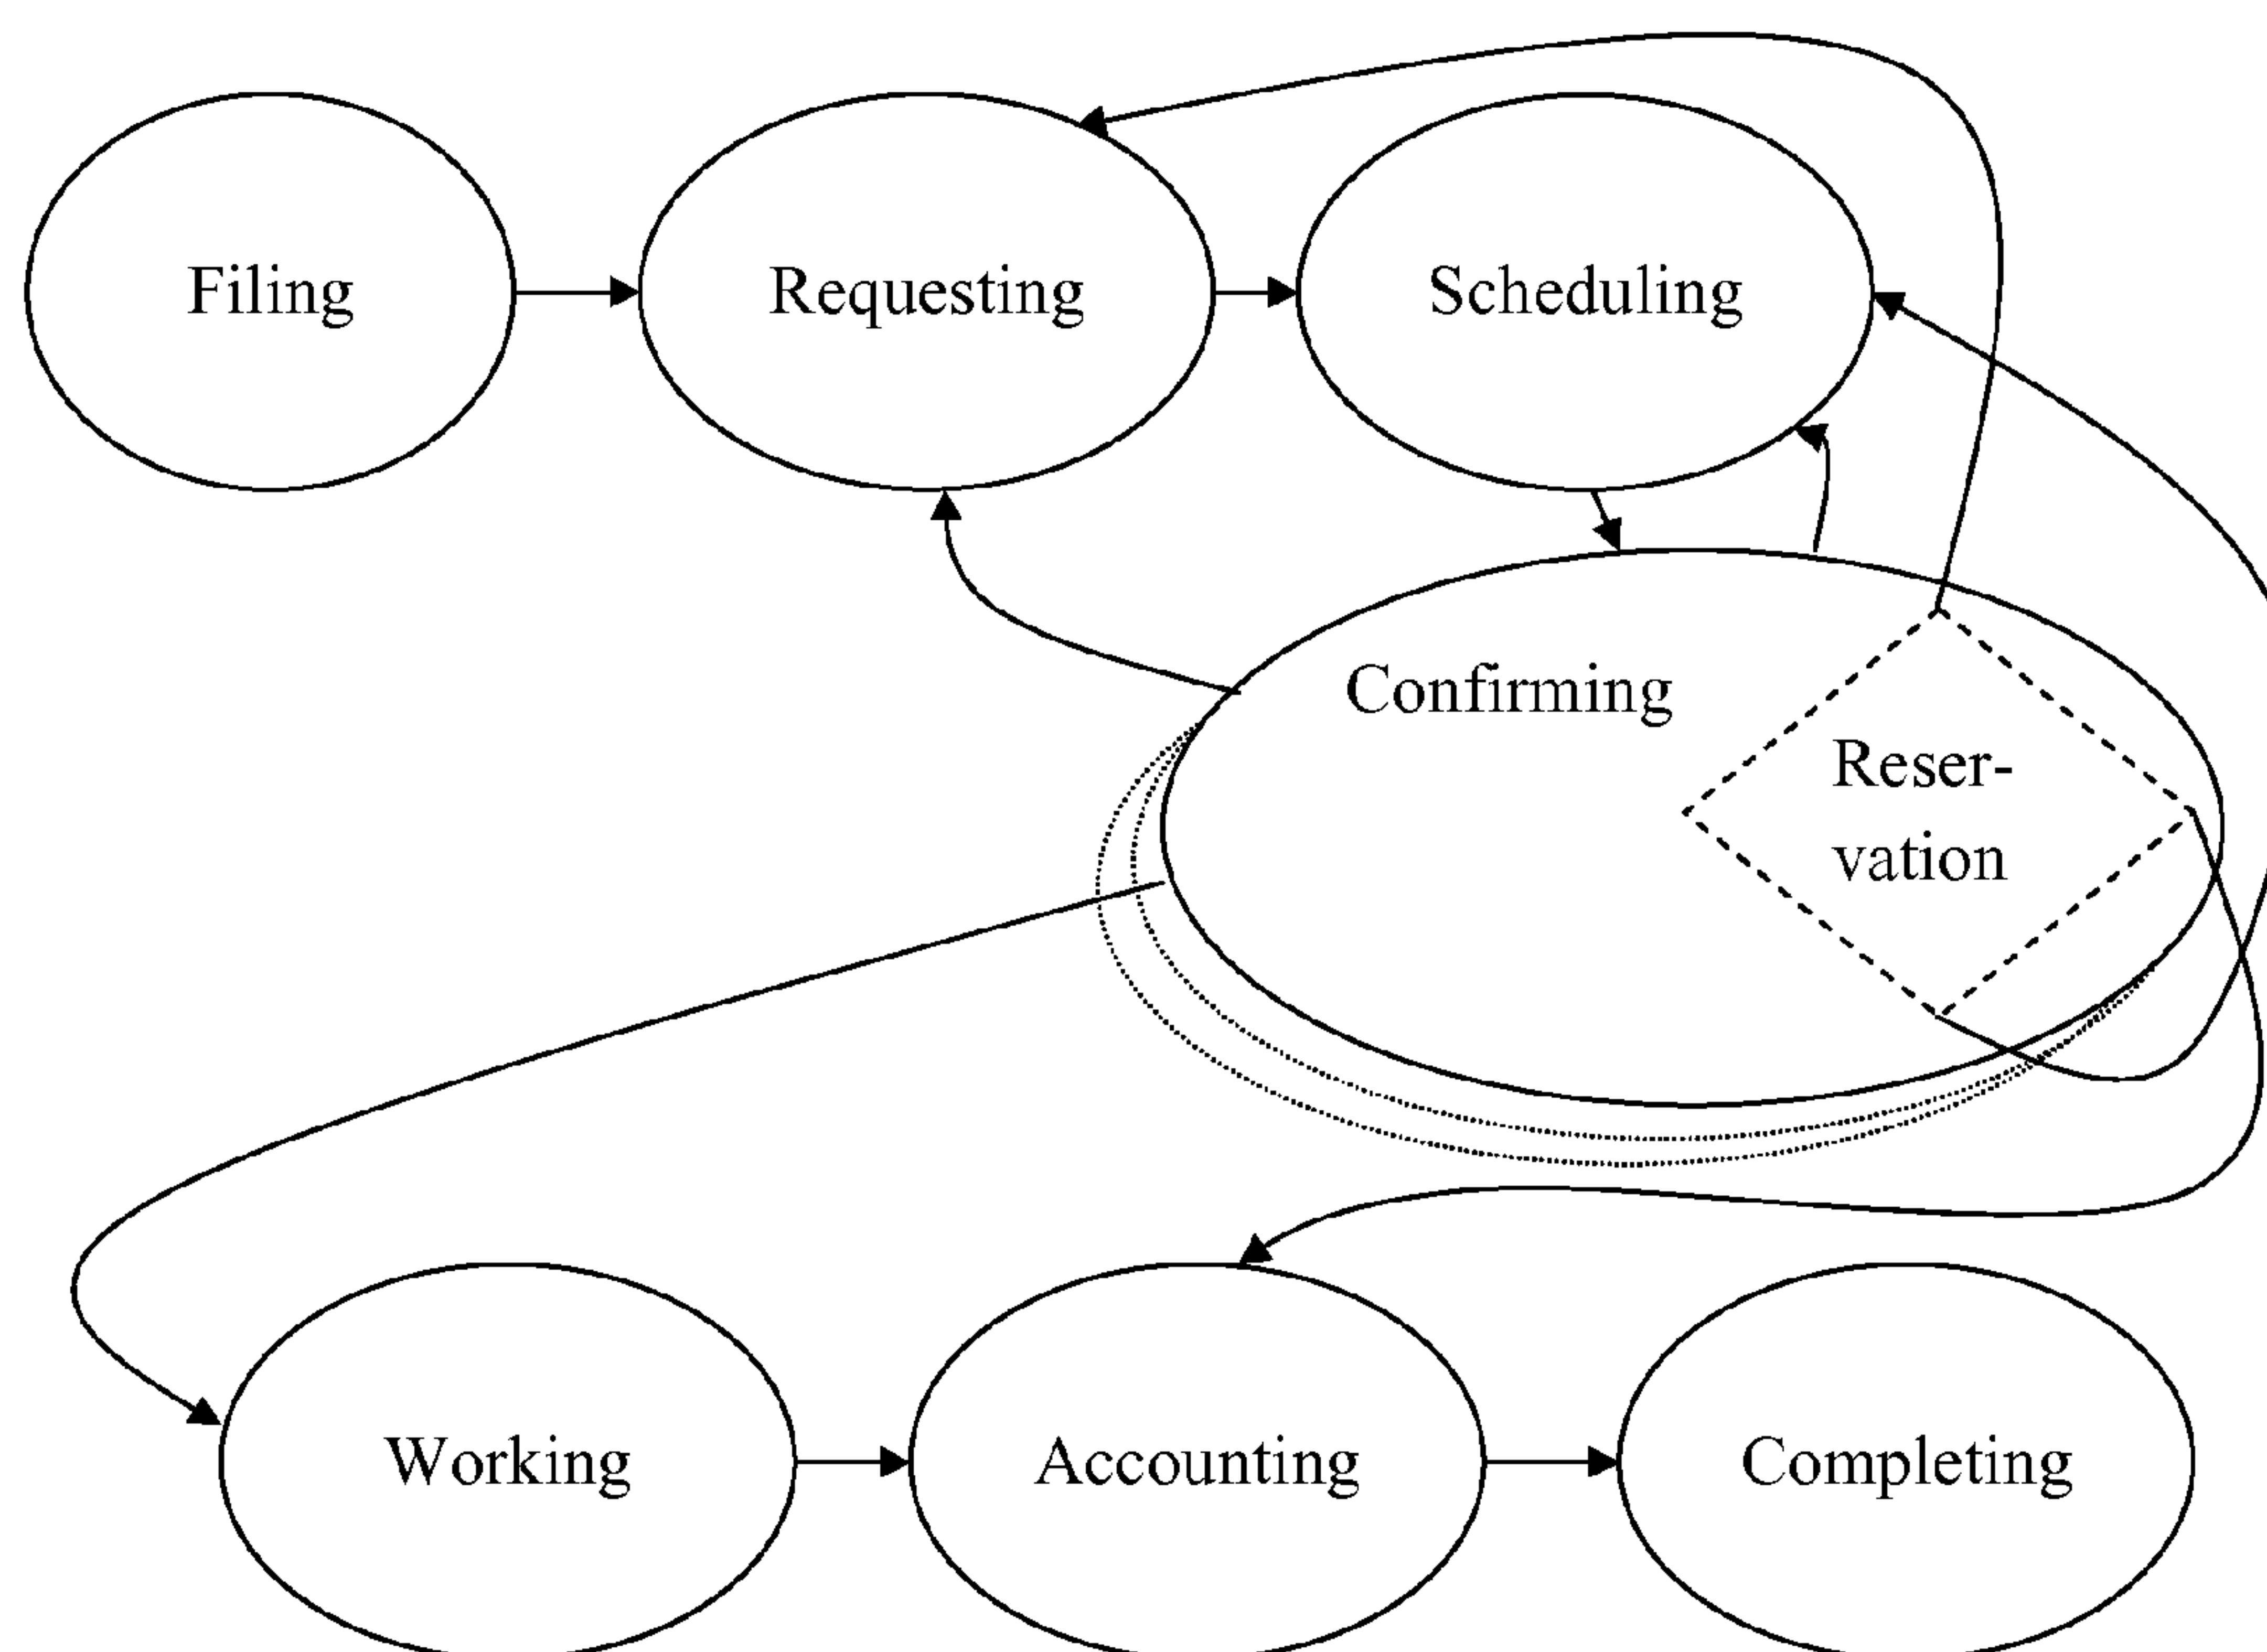 Filing
Requesting
Scheduling
Confirming
Reser-
vation
Working
Accounting
Completing